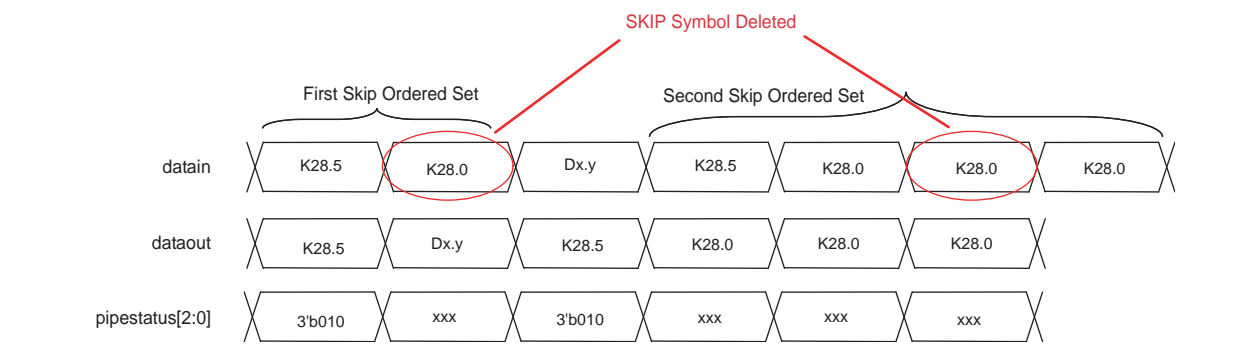 SKIP Symbol Deleted
First Skip Ordered Set Second Skip Ordered Set
datain K28.5 K28.0 Dx.y K28.5 K28.0 K28.0 K28.0
dataout K28.5 Dx.y K28.5 K28.0 K28.0 K28.0
pipestatus[2:0] 3'b010 xxx 3'b010 xxx xxx xxx